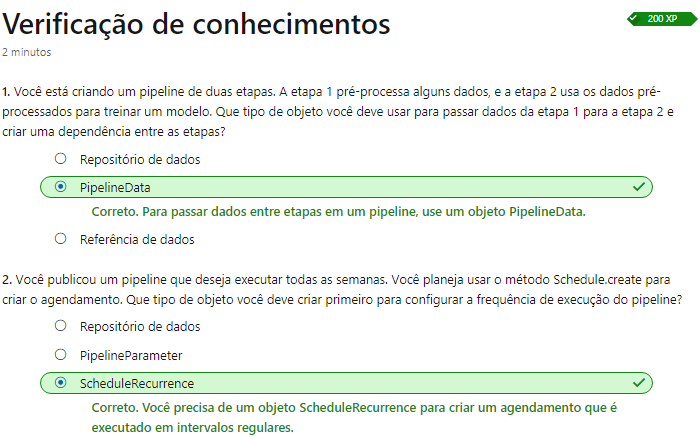 Verificação de conhecimentos
200 XP
2 minutos
1. Você está criando um pipeline de duas etapas. A etapa 1 pré-processa alguns dados, e a etapa 2 usa os dados pré-
processados para treinar um modelo. Que tipo de objeto você deve usar para passar dados da etapa 1 para a etapa 2 e
criar uma dependência entre as etapas?
Repositório de dados
PipelineData
Correto. Para passar dados entre etapas em um pipeline, use um objeto PipelineData.
Referência de dados
2. Você publicou um pipeline que deseja executar todas as semanas. Você planeja usar o método Schedule.create para
criar o agendamento. Que tipo de objeto você deve criar primeiro para configurar a frequência de execução do pipeline?
Repositório de dados
PipelineParameter
ScheduleRecurrence
Correto. Você precisa de um objeto ScheduleRecurrence para criar um agendamento que é
executado em intervalos regulares.